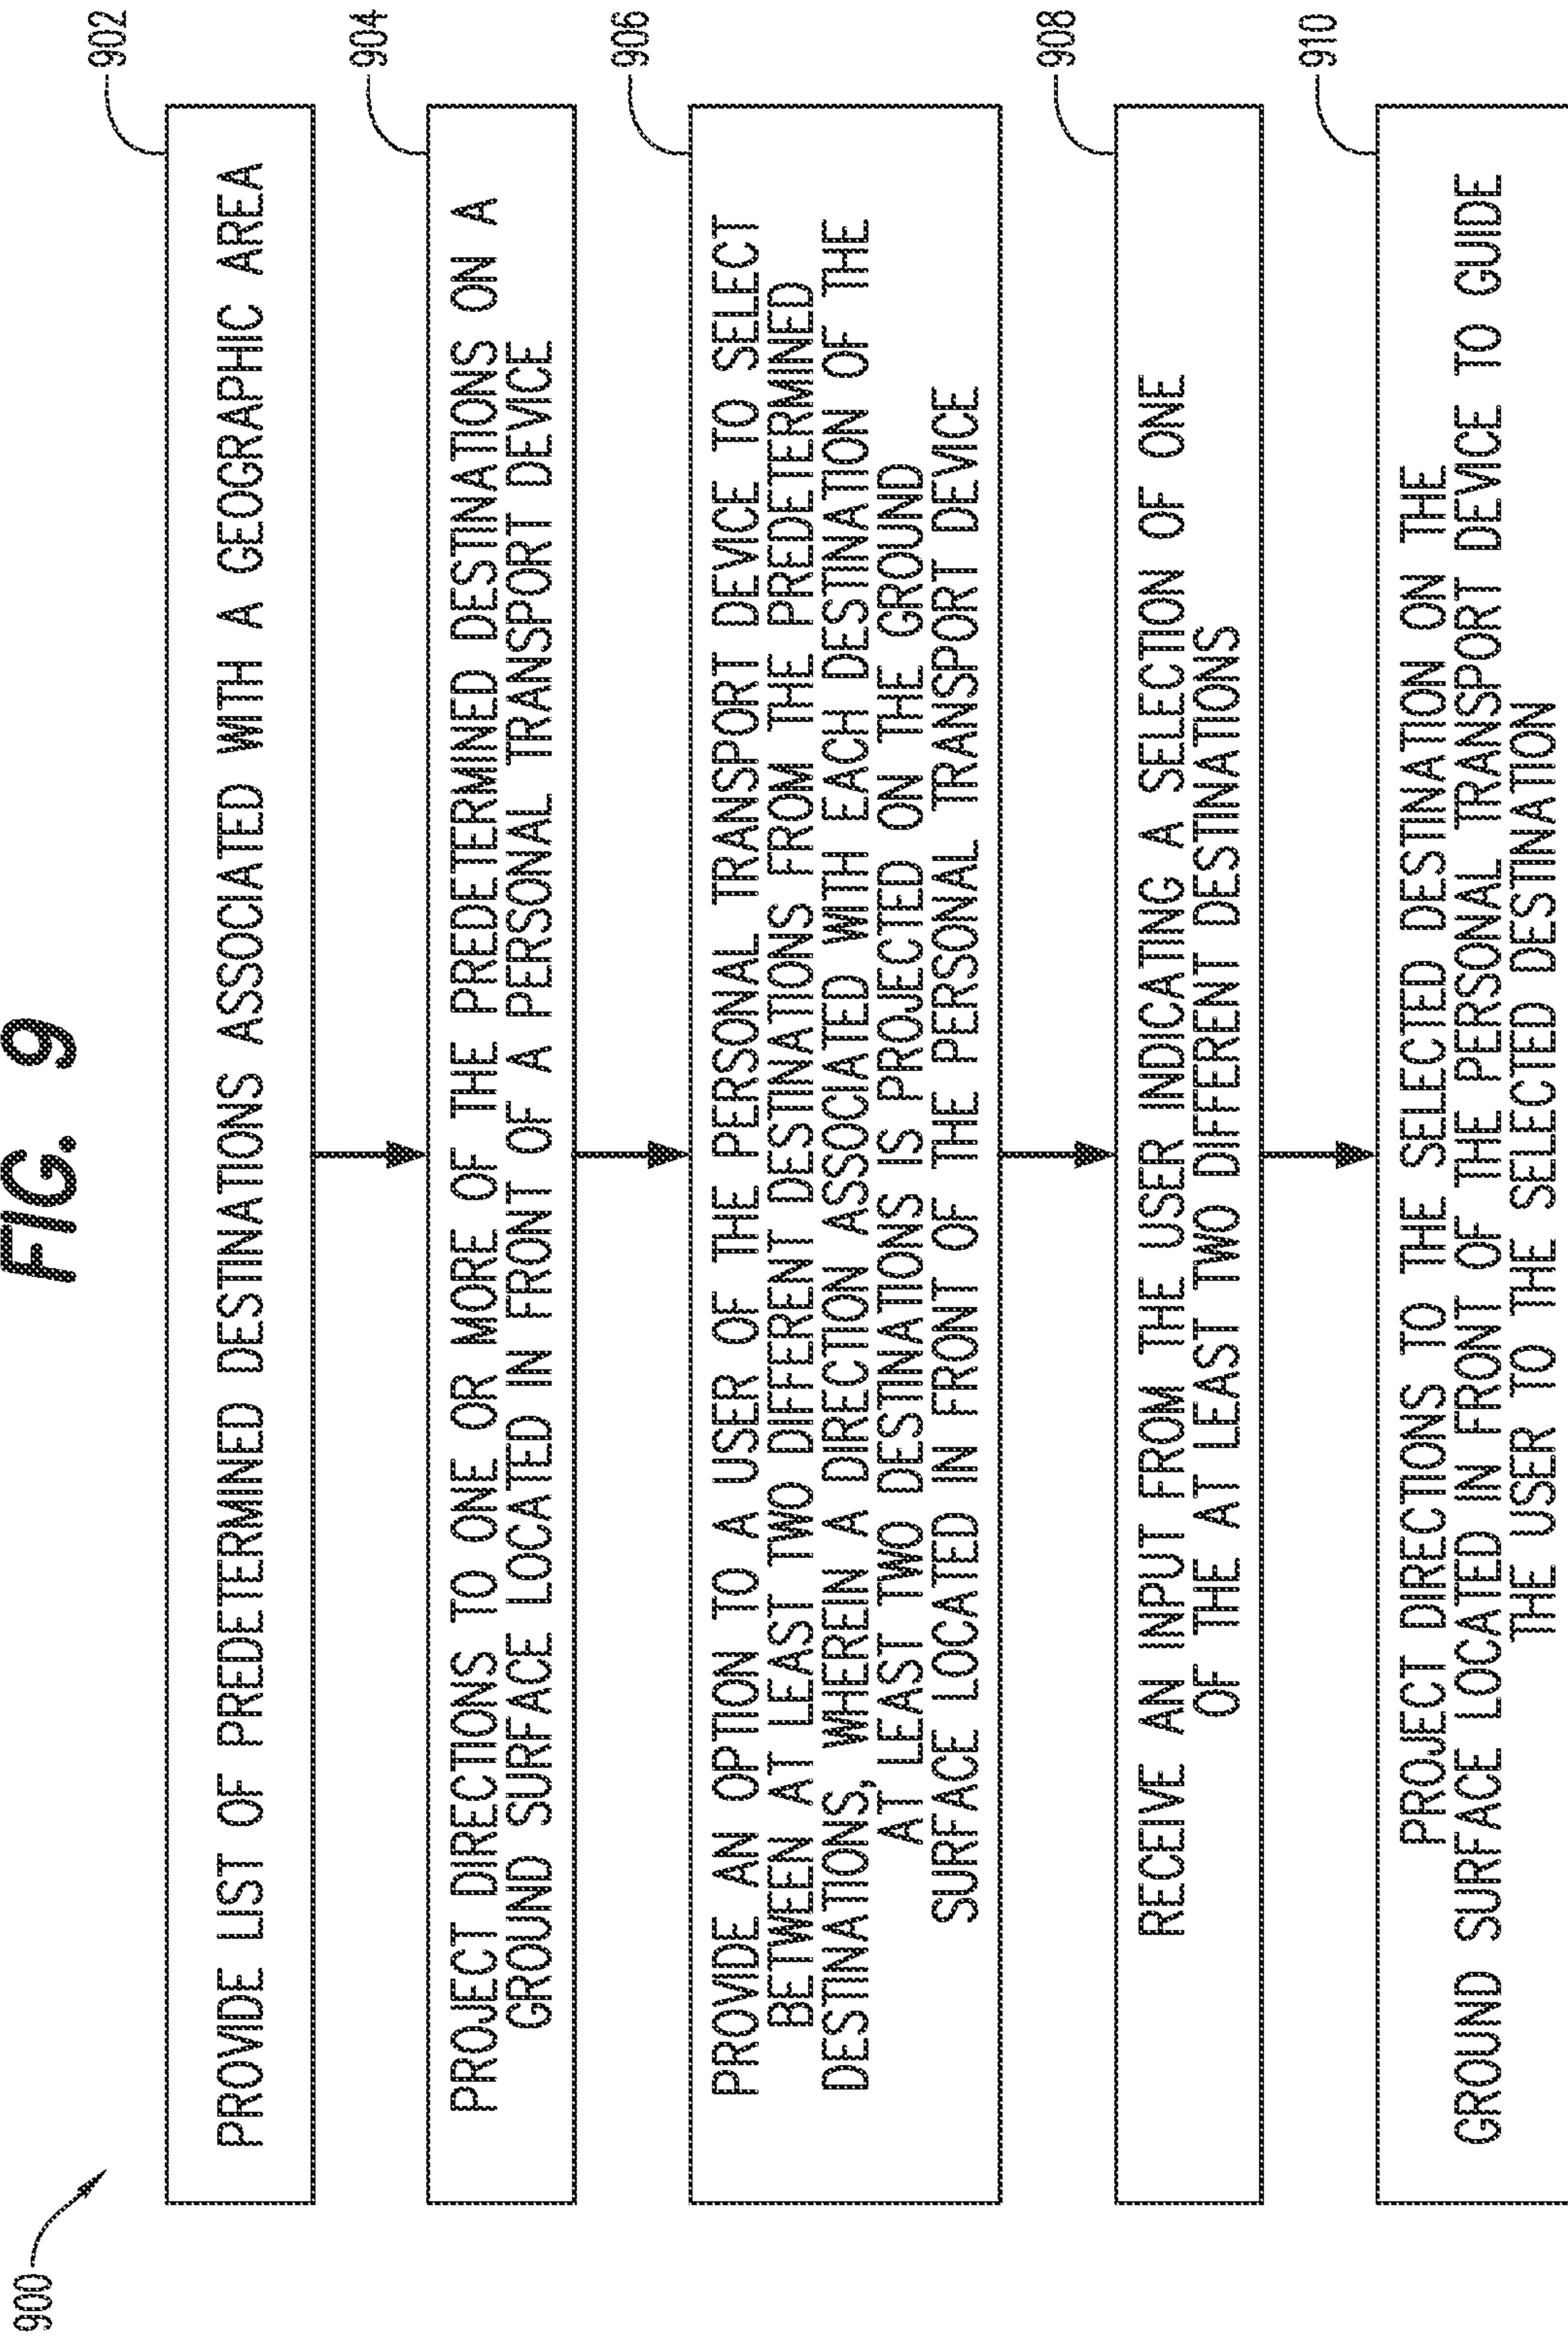 FIG. 9
900
902
PROVIDE LIST OF PREDETERMINED DESTINATIONS ASSOCIATED WITH A GEOGRAPHIC AREA
904
PROJECT DIRECTIONS TO ONE OR MORE OF THE PREDETERMINED DESTINATIONS ON A
GROUND SURFACE LOCATED IN FRONT OF A PERSONAL TRANSPORT DEVICE
906
PROVIDE AN OPTION TO A USER OF THE PERSONAL TRANSPORT DEVICE TO SELECT
BETWEEN AT LEAST TWO DIFFERENT DESTINATIONS FROM THE PREDETERMINED
DESTINATIONS, WHEREIN A DIRECTION ASSOCIATED WITH EACH DESTINATION OF THE
AT LEAST TWO DESTINATIONS IS PROJECTED ON THE GROUND
SURFACE LOCATED IN FRONT OF THE PERSONAL TRANSPORT DEVICE
908
RECEIVE AN INPUT FROM THE USER INDICATING A SELECTION OF ONE
OF THE AT LEAST TWO DIFFERENT DESTINATIONS
910
PROJECT DIRECTIONS TO THE SELECTED DESTINATION ON THE
GROUND SURFACE LOCATED IN FRONT OF THE PERSONAL TRANSPORT DEVICE TO GUIDE
THE USER TO THE SELECTED DESTINATION